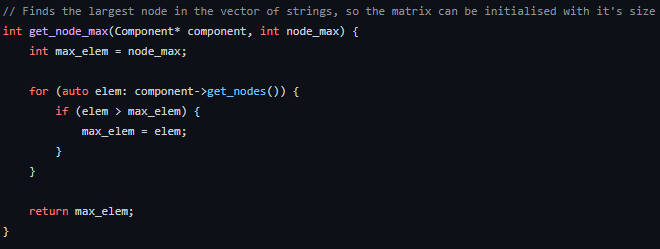 // Finds the largest node in the vector of strings, so the matrix can be initialised with it's size
int get_node_max(Component* component, int node_max) {
    int max_elem = node_max;

    for (auto elem: component->get_nodes()) {
        if (elem > max_elem) {
            max_elem = elem;
        }
    }

    return max_elem;
}